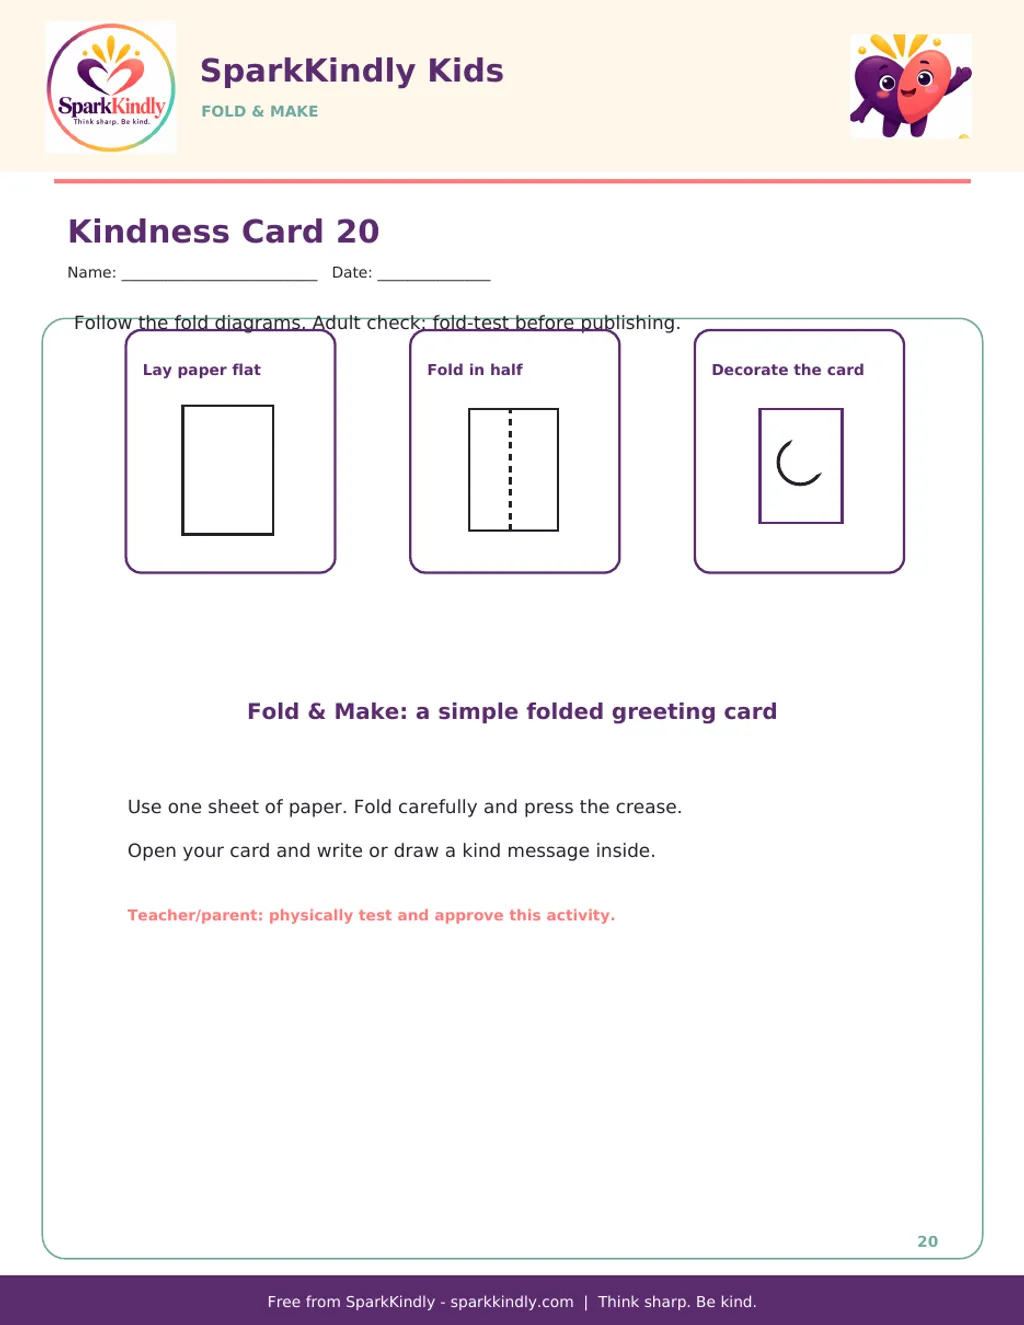 SparkKindly
Think sharp. Be kind.
SparkKindly Kids
FOLD & MAKE
Kindness Card 20
Name: ____________________________ Date: ________________
Follow the fold diagrams. Adult check: fold-test before publishing.
Lay paper flat
Fold in half
Decorate the card
Fold & Make: a simple folded greeting card
Use one sheet of paper. Fold carefully and press the crease.
Open your card and write or draw a kind message inside.
Teacher/parent: physically test and approve this activity.
20
Free from SparkKindly - sparkkindly.com | Think sharp. Be kind.